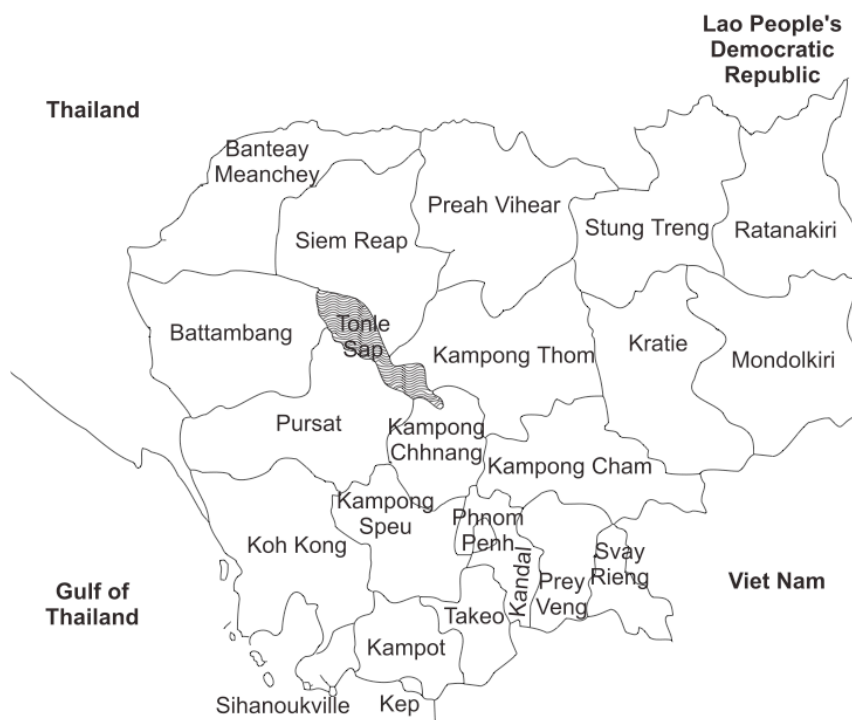 Lao People's
Democratic
Republic
Thailand
Banteay
Meanchey
Preah Vihear
Siem Reap
Stung Treng
Ratanakiri
Tonle
Sap
Battambang
Kampong Thom
Kratie
Mondolkiri
Pursat
Kampong
Chhnang
Kampong Cham
Kampong
Speu
Phnom
Penh
Koh Kong
Svay
Rieng
Kandal
Prey
Veng
Viet Nam
Gulf of
Thailand
Takeo
Kampot
Sihanoukville
Kep